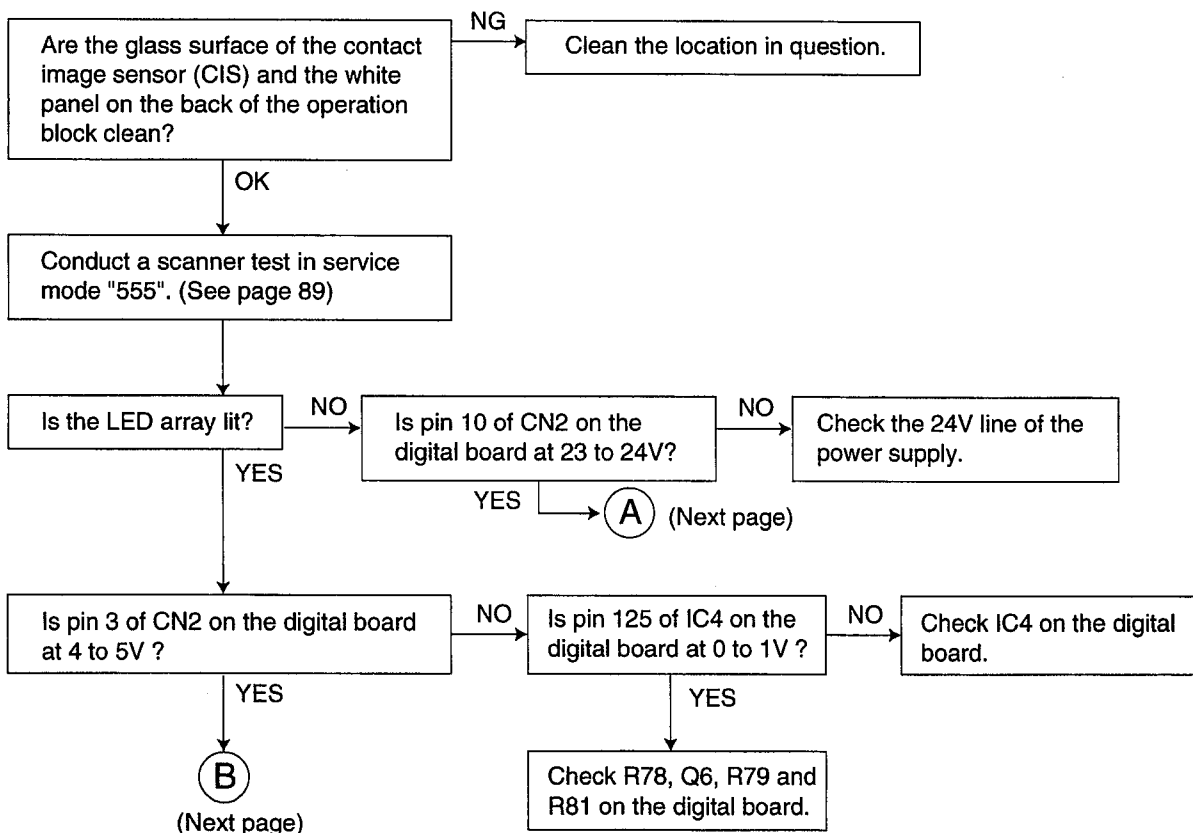 Are the glass surface of the contact
image sensor (CIS) and the white
panel on the back of the operation
block clean?
NG
Clean the location in question.
OK
Conduct a scanner test in service
mode "555". (See page 89)
Is the LED array lit?
NO
Is pin 10 of CN2 on the
digital board at 23 to 24V?
NO
Check the 24V line of the
power supply.
YES
YES
A
(Next page)
Is pin 3 of CN2 on the digital board
at 4 to 5V ?
NO
Is pin 125 of IC4 on the
digital board at 0 to 1V ?
NO
Check IC4 on the digital
board.
YES
YES
B
(Next page)
Check R78, Q6, R79 and
R81 on the digital board.